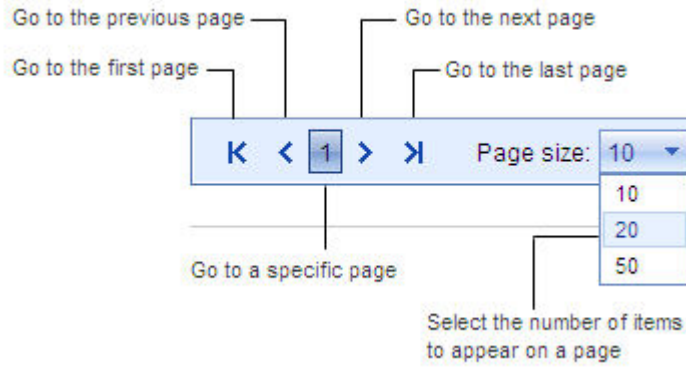 Go to the previous page
Go to the next page
Go to the first page
Go to the last page
1
Page size: 10
10
20
50
Go to a specific page
Select the number of items
to appear on a page